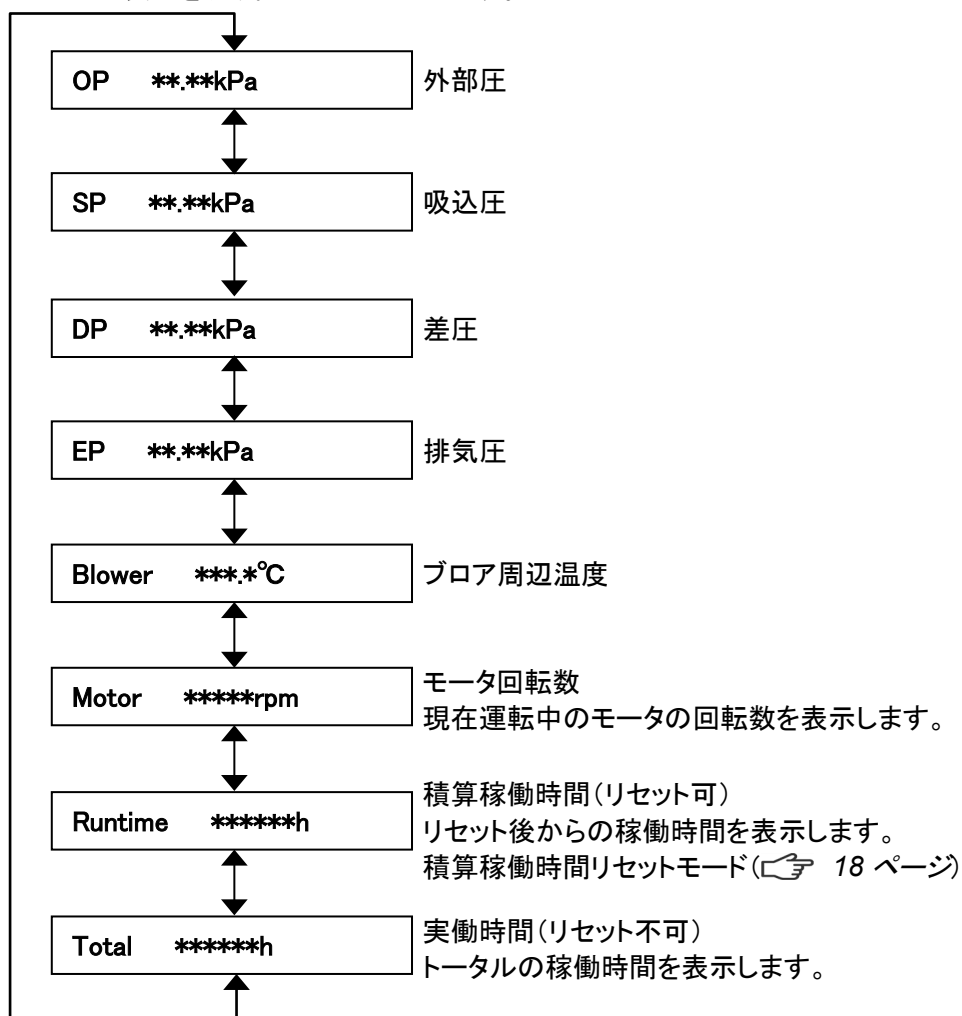 OP **.**kPa 外部圧
SP **.**kPa 吸込圧
DP **.**kPa 差圧
EP **.**kPa 排気圧
Blower ***.*℃ ブロア周辺温度
Motor *****rpm モータ回転数
現在運転中のモータの回転数を表示します。
Runtime ******h 積算稼働時間(リセット可)
リセット後からの稼働時間を表示します。
積算稼働時間リセットモード(☞ 18 ページ)
Total ******h 実働時間(リセット不可)
トータルの稼働時間を表示します。